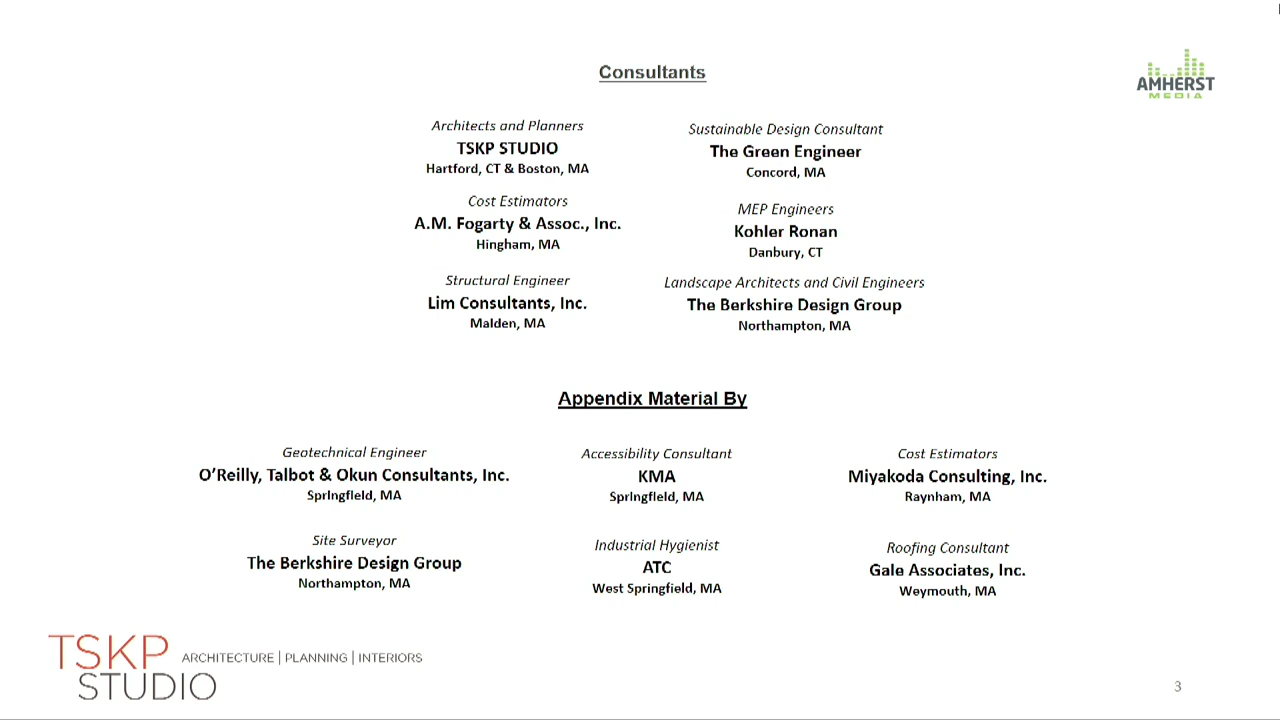 Consultants
AMHERST
MEDIA
Architects and Planners
TSKP STUDIO
Hartford, CT & Boston, MA
Sustainable Design Consultant
The Green Engineer
Concord, MA
Cost Estimators
A.M. Fogarty & Assoc., Inc.
Hingham, MA
MEP Engineers
Kohler Ronan
Danbury, CT
Structural Engineer
Lim Consultants, Inc.
Malden, MA
Landscape Architects and Civil Engineers
The Berkshire Design Group
Northampton, MA
Appendix Material By
Geotechnical Engineer
O'Reilly, Talbot & Okun Consultants, Inc.
Springfield, MA
Accessibility Consultant
KMA
Springfield, MA
Cost Estimators
Miyakoda Consulting, Inc.
Raynham, MA
Site Surveyor
The Berkshire Design Group
Northampton, MA
Industrial Hygienist
ATC
West Springfield, MA
Roofing Consultant
Gale Associates, Inc.
Weymouth, MA
TSKP
STUDIO
ARCHITECTURE | PLANNING | INTERIORS
3